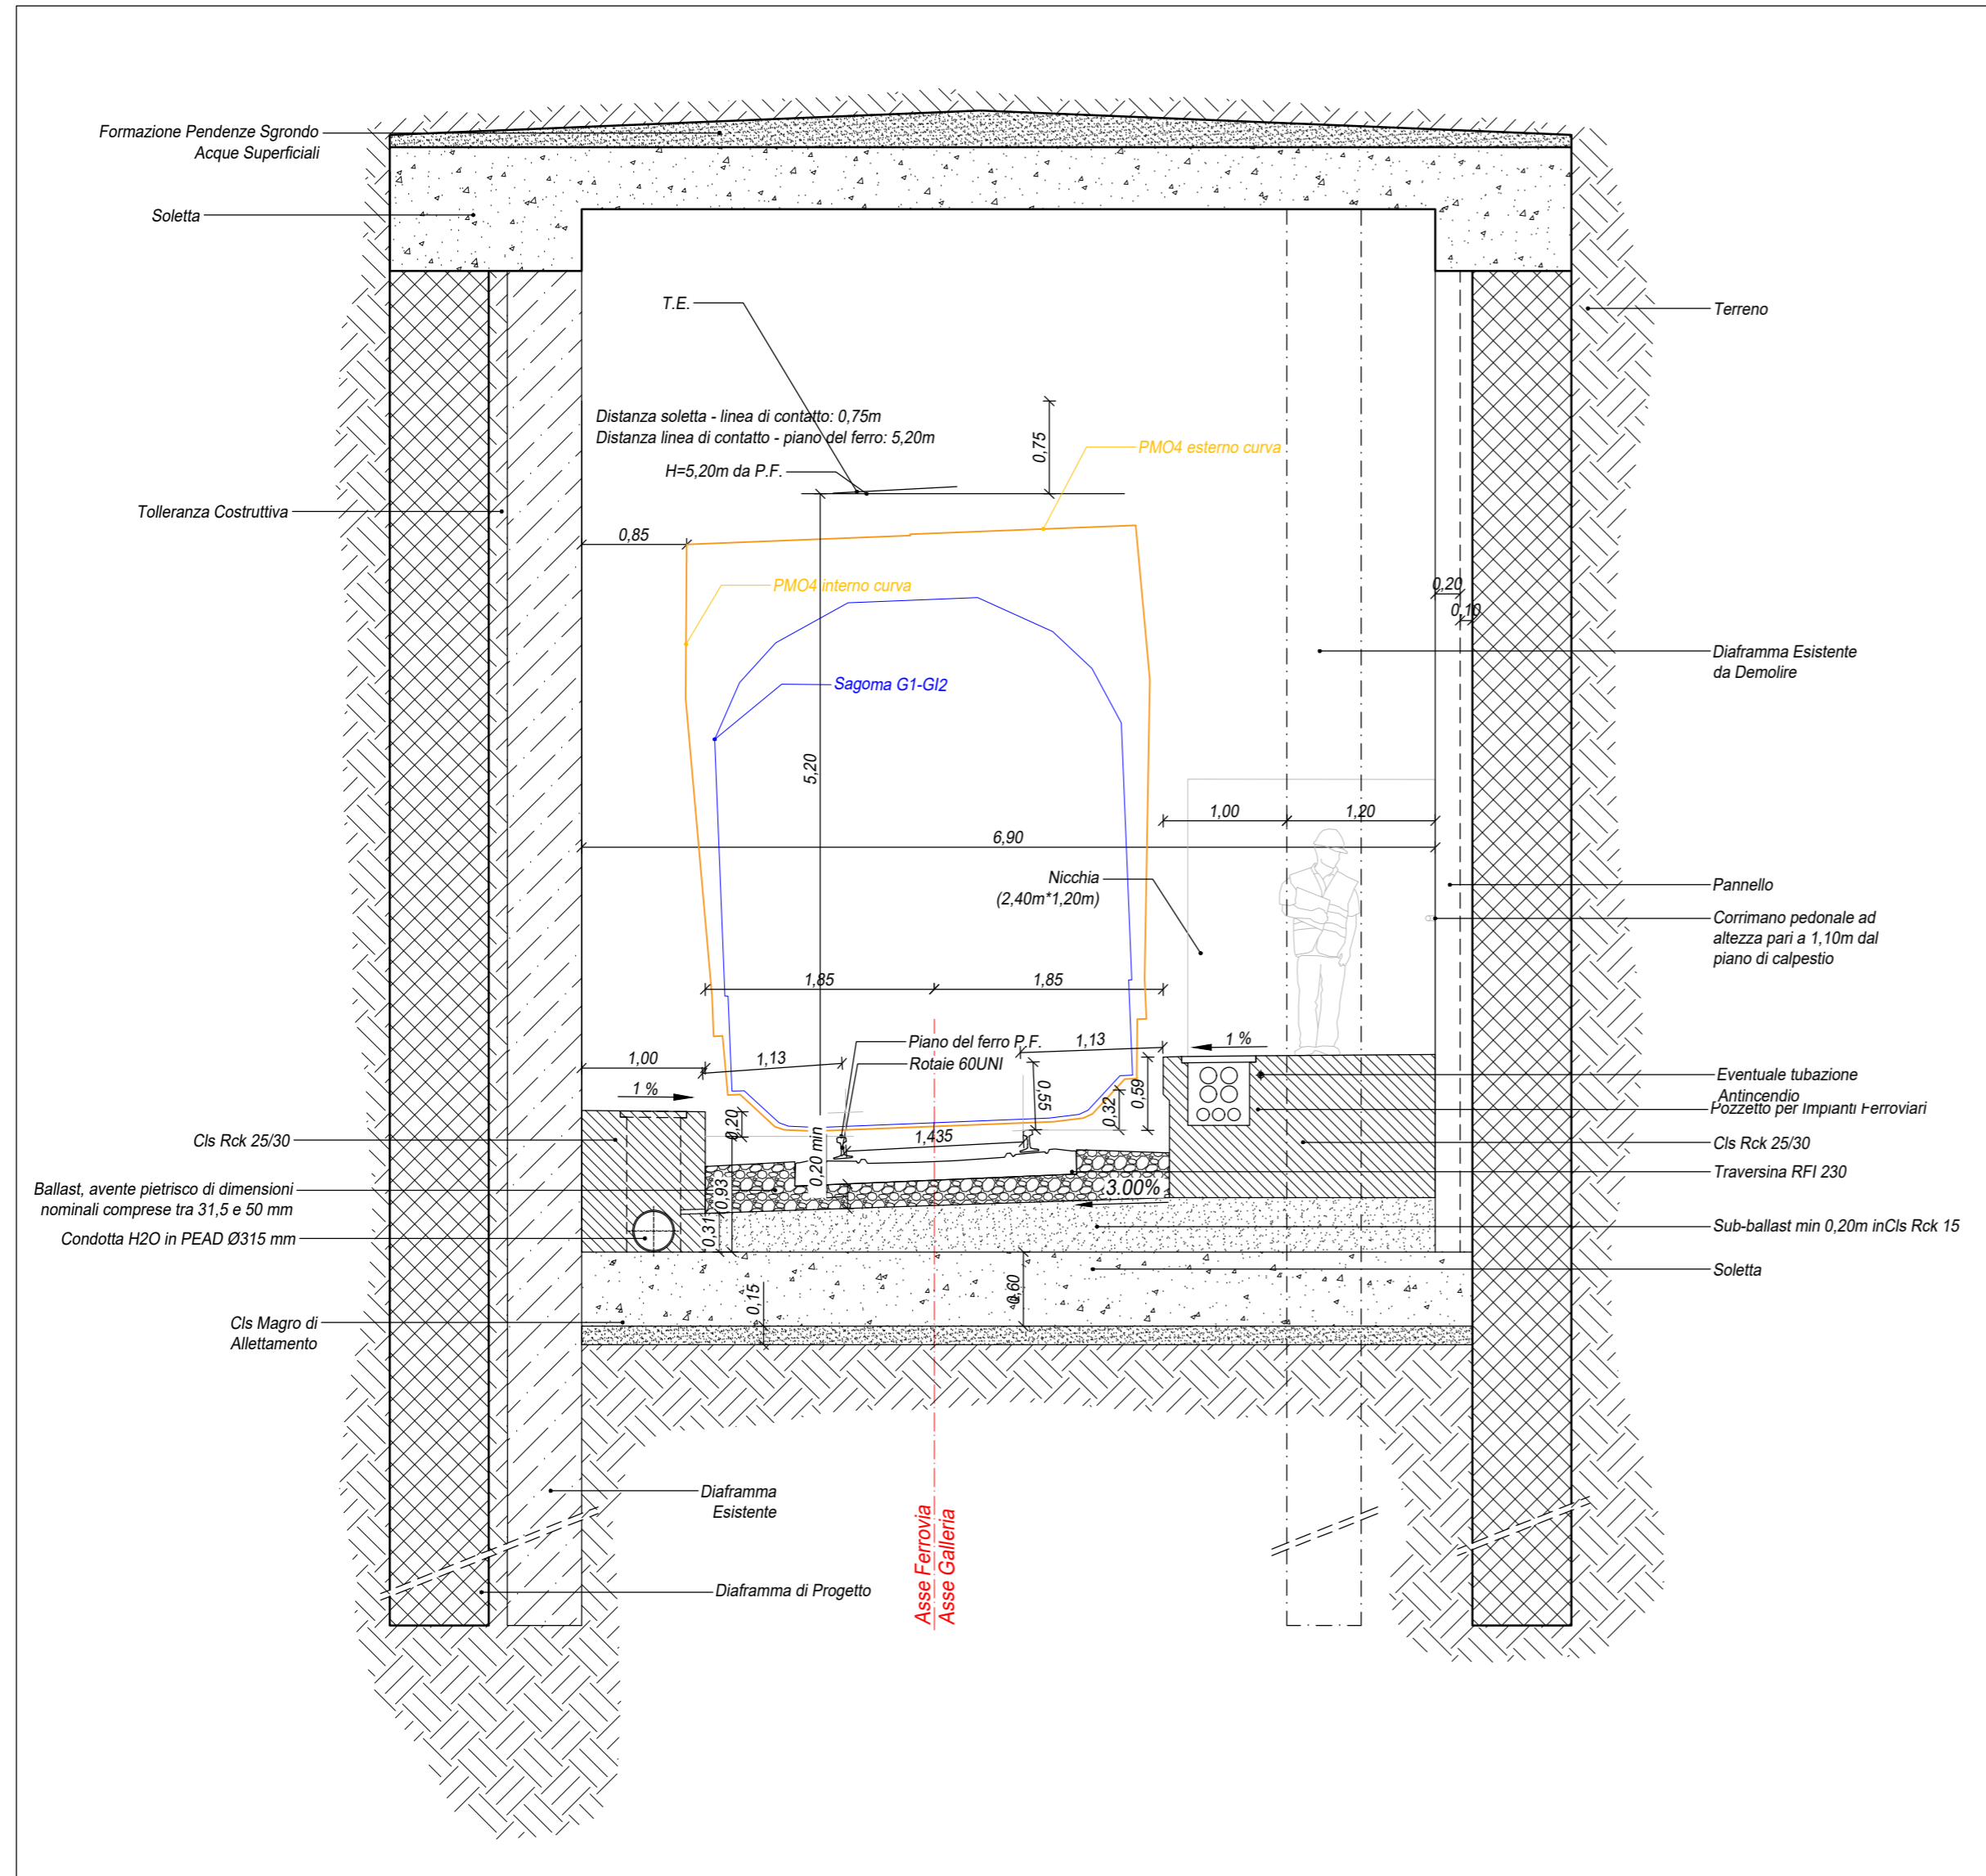 Formazione Pendenze Sgrondo
Acque Superficiali
Soletta
T.E.
Terreno
Distanza soletta - linea di contatto: 0,75m
Distanza linea di contatto - piano del ferro: 5,20m
0,75
PMO4 esterno curva
H=5,20m da P.F.
Tolleranza Costruttiva
0,85
PMO4 interno curva
0,20
0,10
Diaframma Esistente
da Demolire
Sagoma G1-GI2
5,20
1,00
1,20
6,90
Nicchia
(2,40m*1,20m)
Pannello
Corrimano pedonale ad
altezza pari a 1,10m dal
piano di calpestio
1,85
1,85
Piano del ferro P.F.
Rotaie 60UNI
1,13
1 %
1,00
1,13
1 %
0,55
0,59
0,32
Eventuale tubazione
Antincendio
Pozzetto per Impianti Ferroviari
0,20
Cls Rck 25/30
1,435
Cls Rck 25/30
0,20 min
Traversina RFI 230
Ballast, avente pietrisco di dimensioni
nominali comprese tra 31,5 e 50 mm
0,93
3.00%
Condotta H2O in PEAD Ø315 mm
0,31
Sub-ballast min 0,20m inCls Rck 15
Soletta
0,60
0,15
Cls Magro di
Allettamento
Diaframma
Esistente
Asse Ferrovia
Asse Galleria
Diaframma di Progetto